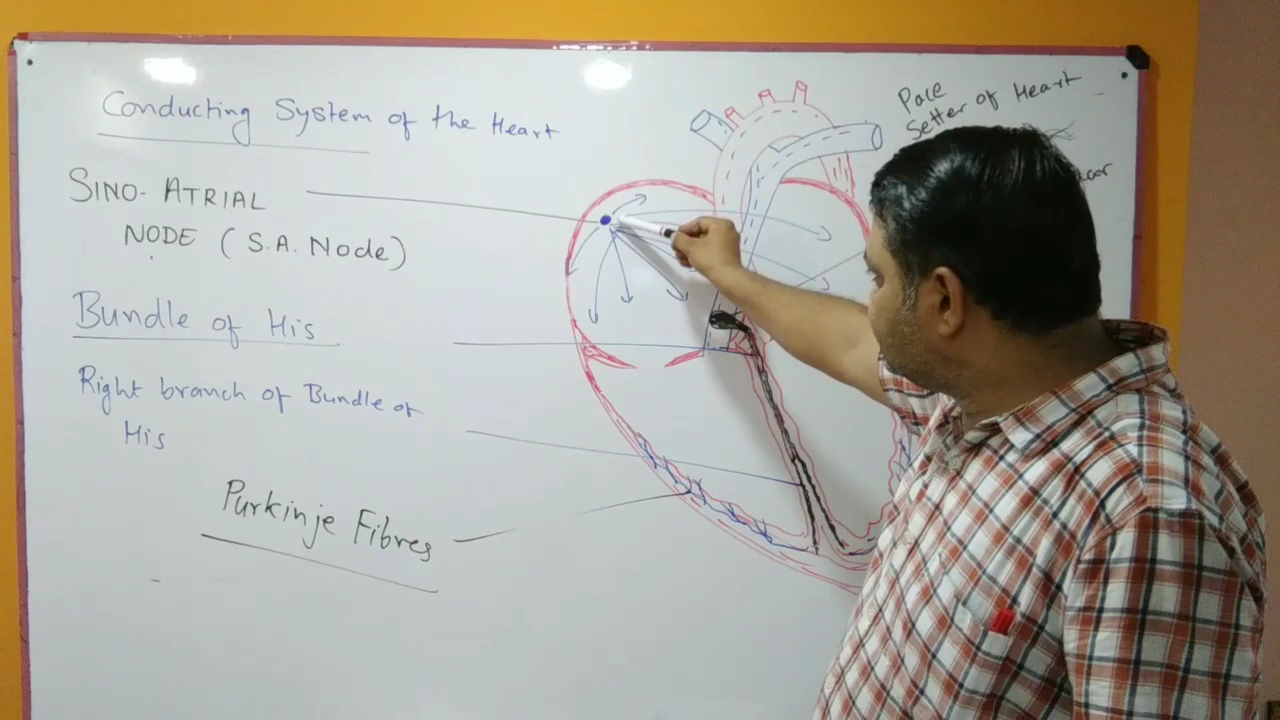 Conducting System of the Heart
SINO-ATRIAL
NODE (S.A. Node)
Bundle of His
Right branch of Bundle of
His
Purkinje Fibres
Pace
Setter of Heart